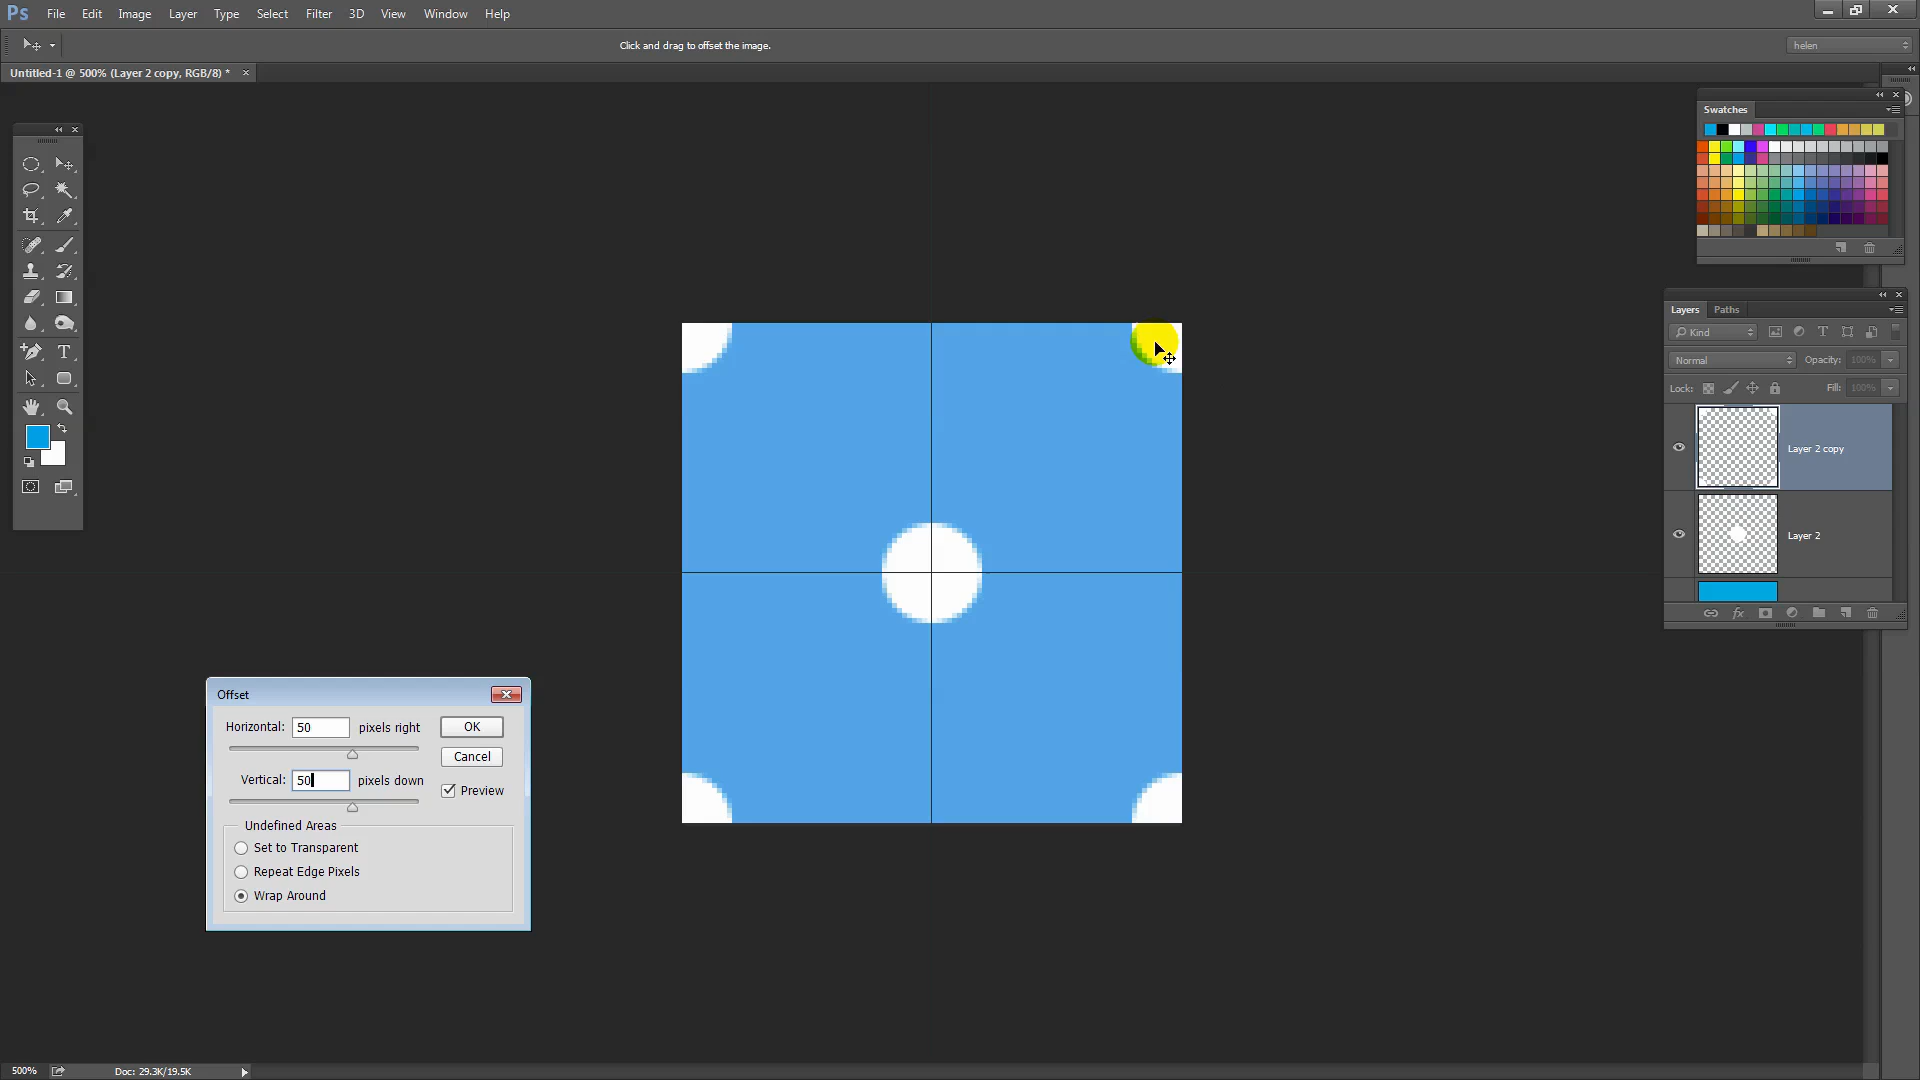 Ps File Edit Image Layer Type Select Filter 3D View Window Help
Click and drag to offset the image.
helen
Untitled-1 @ 500% (Layer 2 copy, RGB/8) *
Swatches
Layers Paths
Kind
Normal Opacity: 100%
Lock: Fill: 100%
Layer 2 copy
Layer 2
fx
Offset
Horizontal: 50 pixels right OK
Cancel
Vertical: 50 pixels down
Preview
Undefined Areas
Set to Transparent
Repeat Edge Pixels
Wrap Around
500% Doc: 29.3K/19.5K